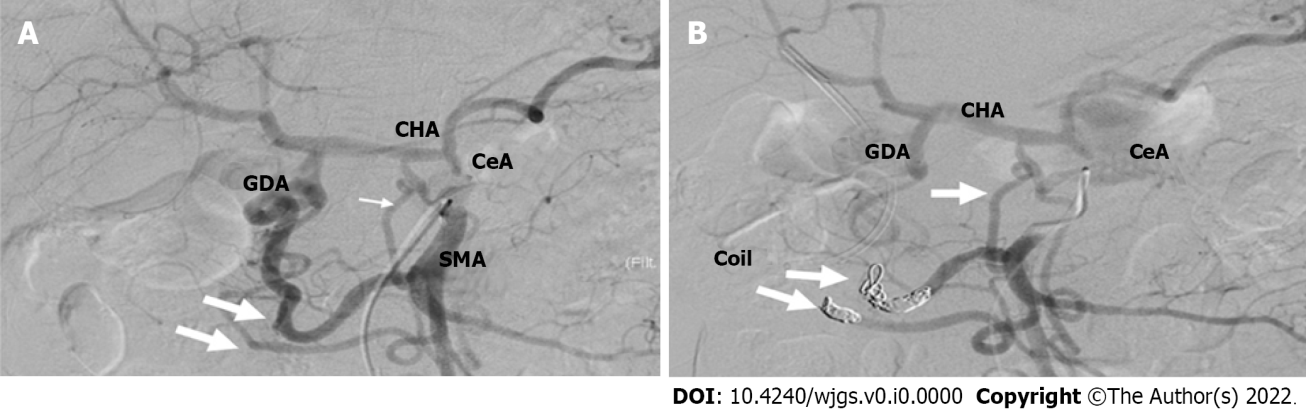 A
CHA
CeA
GDA
SMA
(Filt.
B
CHA
GDA
CeA
Coil
DOI: 10.4240/wjgs.v0.i0.0000 Copyright ©The Author(s) 2022.